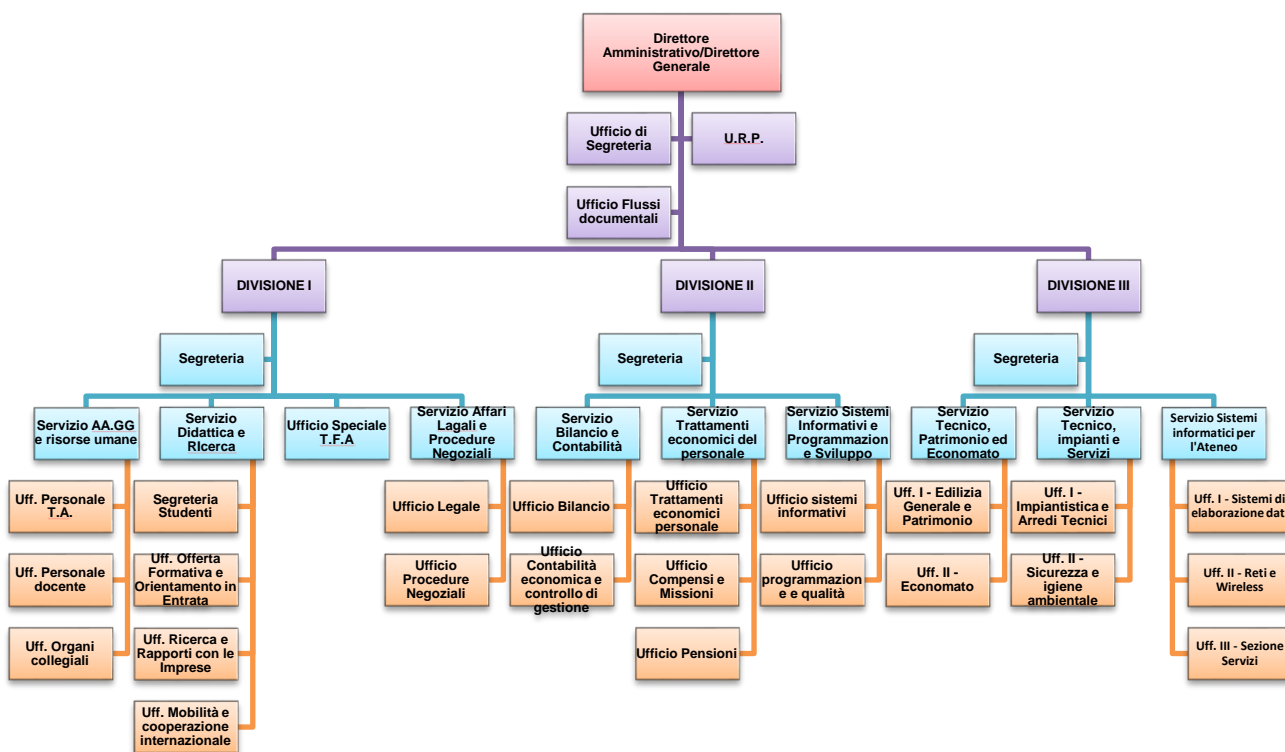 Direttore
Amministrativo/Direttore
Generale
Ufficio di
Segreteria
U.R.P.
Ufficio Flussi
documentali
DIVISIONE I
DIVISIONE II
DIVISIONE III
Segreteria
Segreteria
Segreteria
Servizio AA.GG
e risorse umane
Servizio
Didattica e
RIcerca
Ufficio Speciale
T.F.A
Servizio Affari
Lagali e
Procedure
Negoziali
Servizio
Bilancio e
Contabilità
Servizio
Trattamenti
economici del
personale
Servizio Sistemi
Informativi e
Programmazion
e e Sviluppo
Servizio
Tecnico,
Patrimonio ed
Economato
Servizio
Tecnico,
impianti e
Servizi
Servizio Sistemi
informatici per
l'Ateneo
Uff. Personale
T.A.
Segreteria
Studenti
Ufficio Legale
Ufficio Bilancio
Ufficio
Trattamenti
economici
personale
Ufficio sistemi
informativi
Uff. I - Edilizia
Generale e
Patrimonio
Uff. I -
Impiantistica e
Arredi Tecnici
Uff. I - Sistemi di
elaborazione dati
Uff. Personale
docente
Uff. Offerta
Formativa e
Orientamento in
Entrata
Ufficio
Procedure
Negoziali
Ufficio
Contabilità
economica e
controllo di
gestione
Ufficio
Compensi e
Missioni
Ufficio
programmazion
e e qualità
Uff. II -
Economato
Uff. II -
Sicurezza e
igiene
ambientale
Uff. II - Reti e
Wireless
Uff. Organi
collegiali
Uff. Ricerca e
Rapporti con le
Imprese
Ufficio Pensioni
Uff. III - Sezione
Servizi
Uff. Mobilità e
cooperazione
internazionale